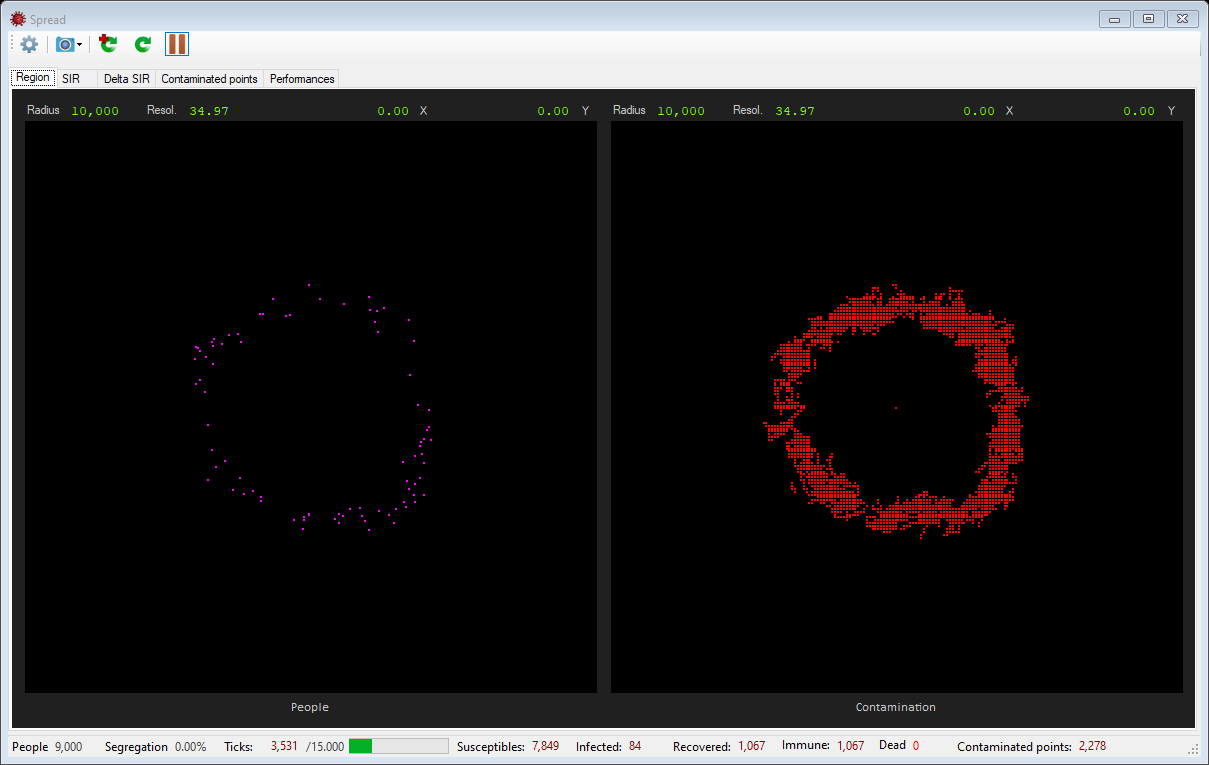 Spread
Region SIR Delta SIR Contaminated points Performances
Radius 10,000 Resol. 34.97 0.00 X 0.00 Y
Radius 10,000 Resol. 34.97 0.00 X 0.00 Y
People
Contamination
People 9,000 Segregation 0.00% Ticks: 3,531 /15.000 Susceptibles: 7,849 Infected: 84 Recovered: 1,067 Immune: 1,067 Dead 0 Contaminated points: 2,278